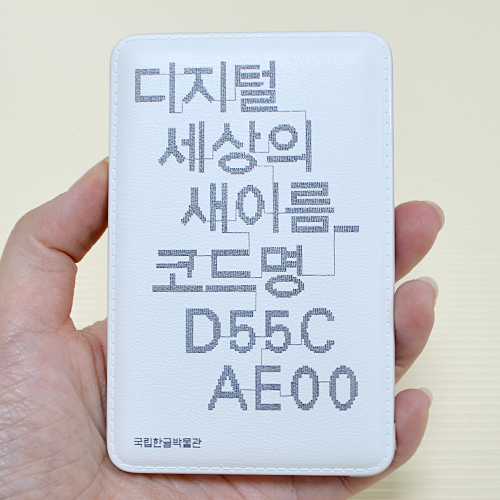 디지털
세상의
새이름_
코드명
D55C
AE00
국립한글박물관